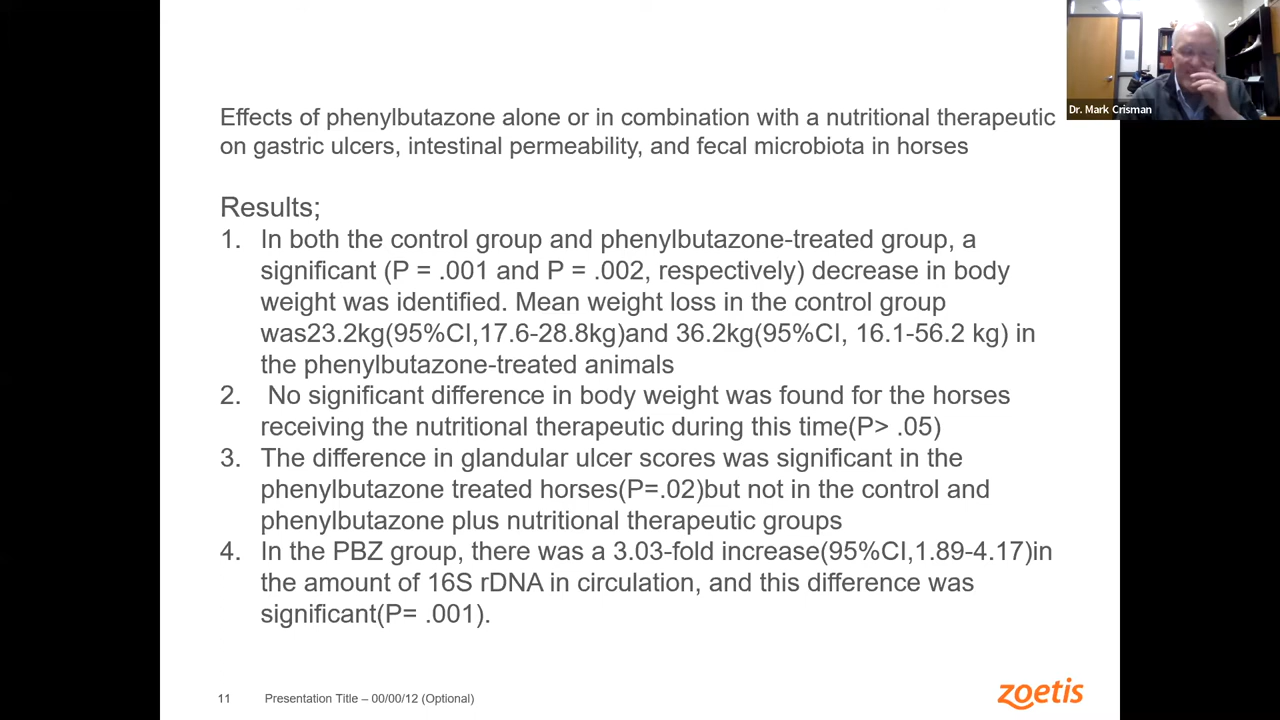 Effects of phenylbutazone alone or in combination with a nutritional therapeutic
on gastric ulcers, intestinal permeability, and fecal microbiota in horses
Dr. Mark Crisman
Results;
1. In both the control group and phenylbutazone-treated group, a
significant (P = .001 and P = .002, respectively) decrease in body
weight was identified. Mean weight loss in the control group
was23.2kg(95%CI,17.6-28.8kg)and 36.2kg(95%CI, 16.1-56.2 kg) in
the phenylbutazone-treated animals
2. No significant difference in body weight was found for the horses
receiving the nutritional therapeutic during this time(P> .05)
3. The difference in glandular ulcer scores was significant in the
phenylbutazone treated horses(P=.02)but not in the control and
phenylbutazone plus nutritional therapeutic groups
4. In the PBZ group, there was a 3.03-fold increase(95%CI,1.89-4.17)in
the amount of 16S rDNA in circulation, and this difference was
significant(P= .001).
11 Presentation Title – 00/00/12 (Optional)
zoetis